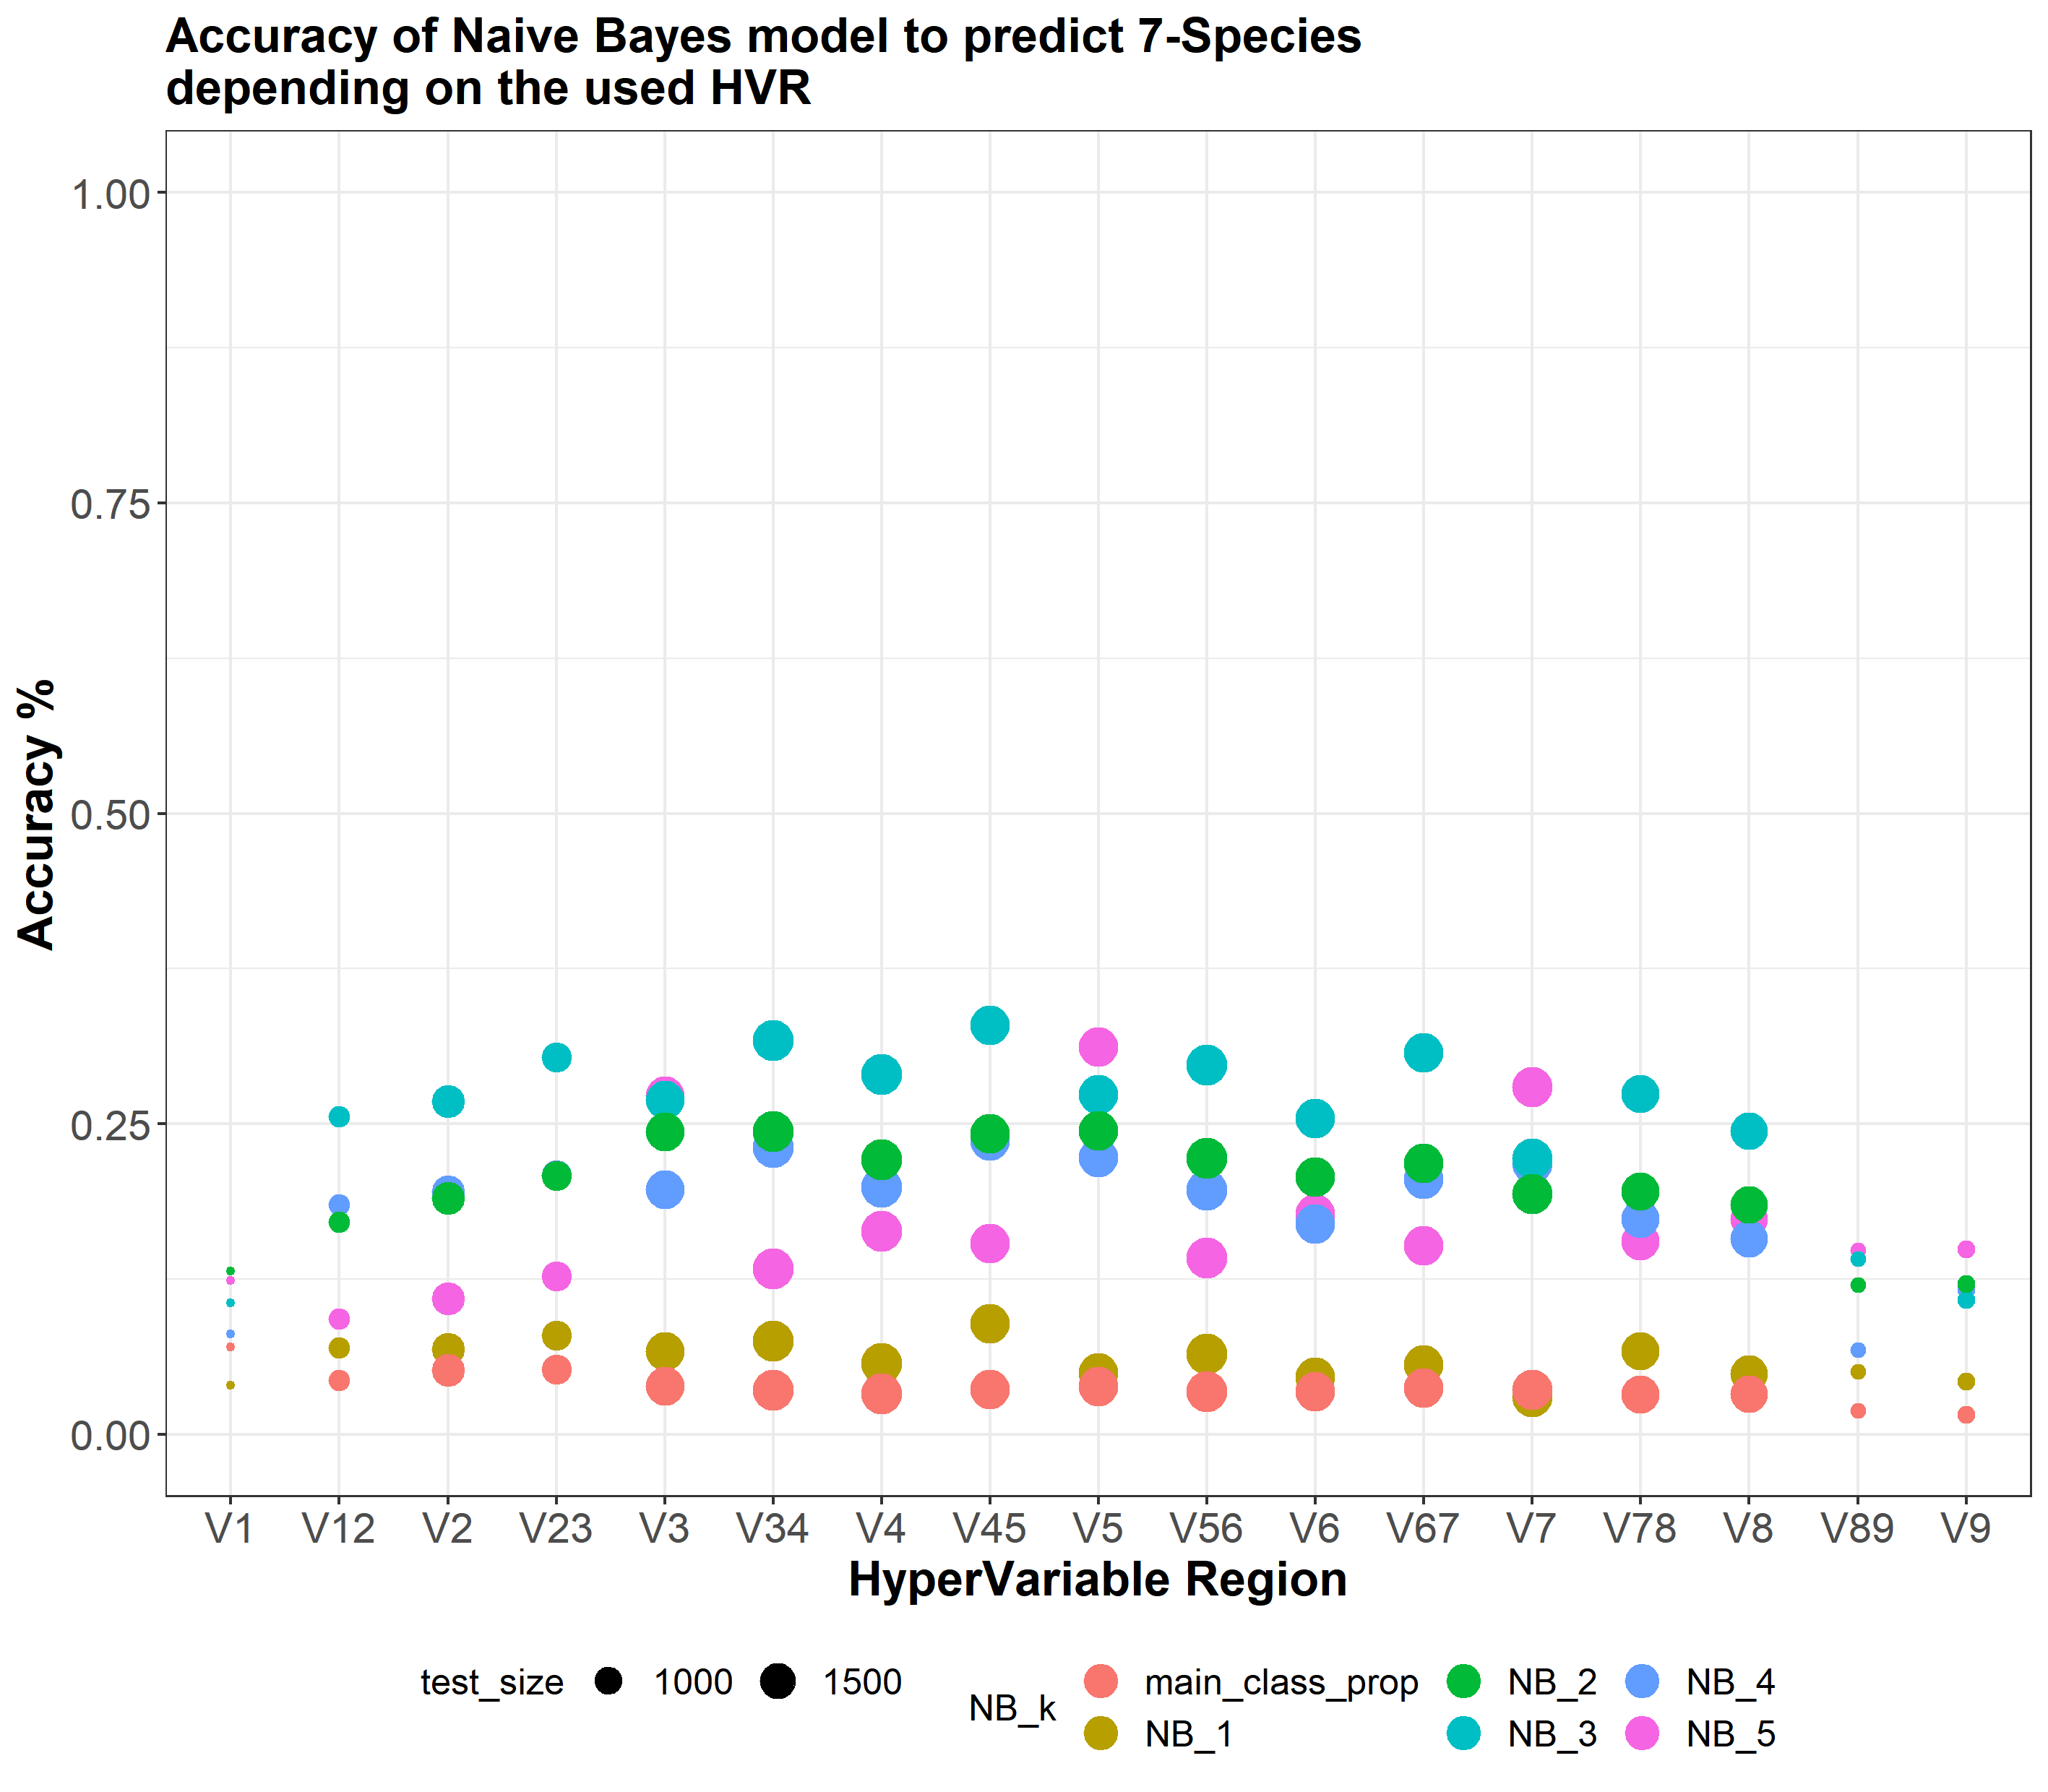 Accuracy of Naive Bayes model to predict 7-Species
depending on the used HVR
1.00
0.75
0.50
0.25
0.00
Accuracy %
V1 V12 V2 V23 V3 V34 V4 V45 V5 V56 V6 V67 V7 V78 V8 V89 V9
HyperVariable Region
test_size 1000 1500
NB_k
main_class_prop NB_2 NB_4
NB_1 NB_3 NB_5